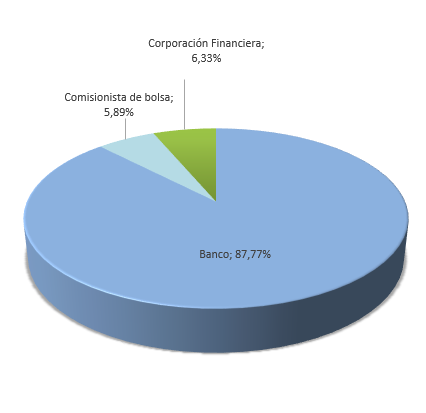 Corporación Financiera;
6,33%
Comisionista de bolsa;
5,89%
Banco; 87,77%